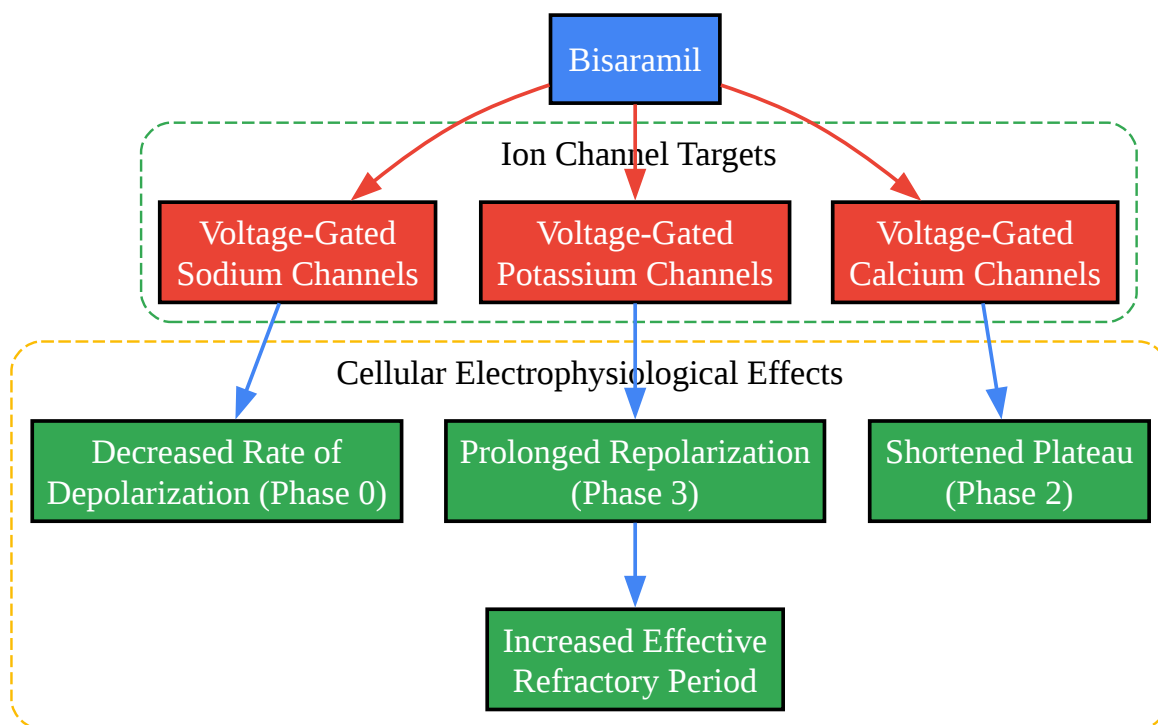 Bisaramil
Ion Channel Targets
Voltage-Gated
Sodium Channels
Voltage-Gated
Potassium Channels
Voltage-Gated
Calcium Channels
Cellular Electrophysiological Effects
Decreased Rate of
Depolarization (Phase 0)
Prolonged Repolarization
(Phase 3)
Shortened Plateau
(Phase 2)
Increased Effective
Refractory Period